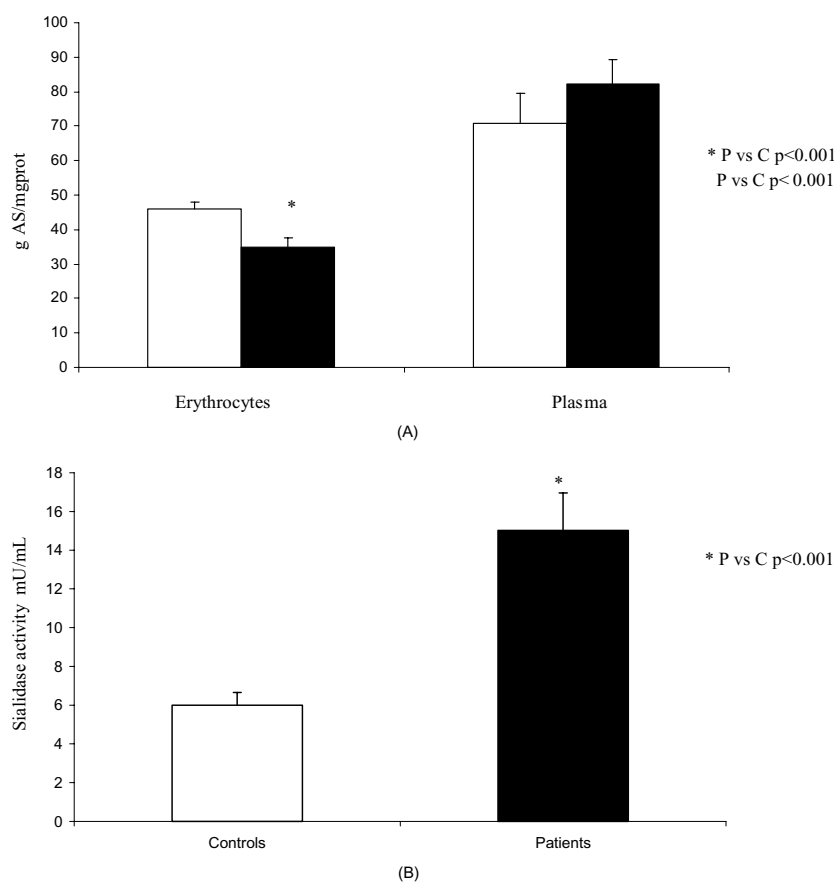 100
90
80
70
60
50
40
30
20
10
0
g AS/mgprot
*
* P vs C p<0.001
P vs C p< 0.001
Erythrocytes Plasma
(A)
18
16
14
12
10
8
6
4
2
0
Sialidase activity mU/mL
*
* P vs C p<0.001
Controls Patients
(B)